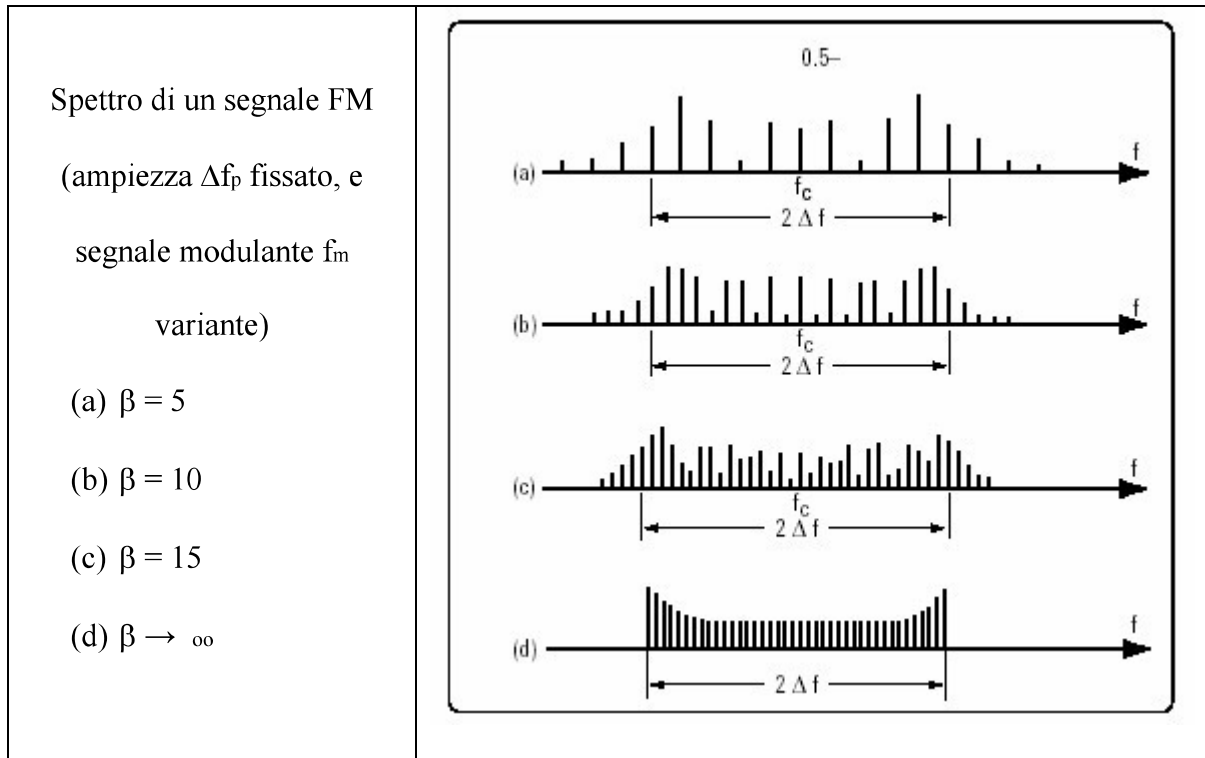 Spettro di un segnale FM
(ampiezza Δfp fissato, e
segnale modulante fm
variante)
(a) β = 5
(b) β = 10
(c) β = 15
(d) β → oo
0.5–
f
(a)
fc
2 Δ f
f
(b)
fc
2 Δ f
f
(c)
fc
2 Δ f
f
(d)
2 Δ f